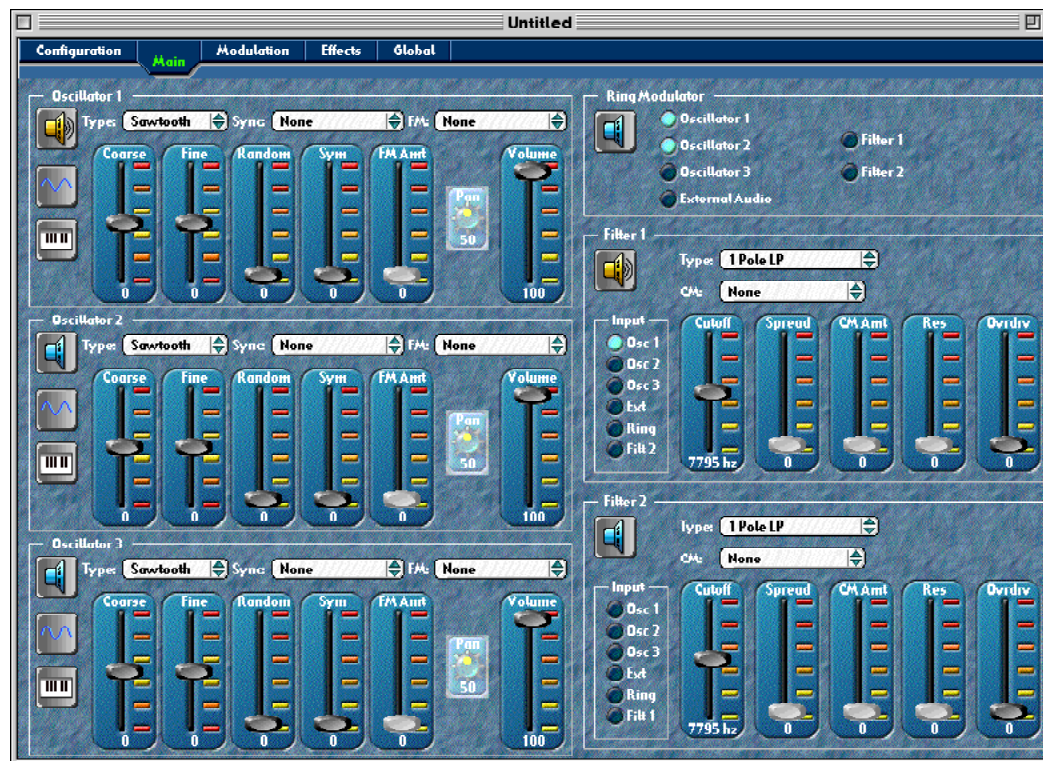 Untitled
Configuration Main Modulation Effects Global
Oscillator 1
Type: Sawtooth Sync: None FM: None
Coarse Fine Random Sym FM Amt Volume
Pan
50
0 0 0 0 0 100
Oscillator 2
Type: Sawtooth Sync: None FM: None
Coarse Fine Random Sym FM Amt Volume
Pan
50
0 0 0 0 0 100
Oscillator 3
Type: Sawtooth Sync: None FM: None
Coarse Fine Random Sym FM Amt Volume
Pan
50
0 0 0 0 0 100
Ring Modulator
Oscillator 1
Oscillator 2 Filter 1
Oscillator 3 Filter 2
External Audio
Filter 1
Type: 1 Pole LP
CM: None
Input
Osc 1
Osc 2
Osc 3
Ext
Ring
Filt 2
Cutoff Spread CM Amt Res Ovrdrv
7795 hz 0 0 0 0
Filter 2
Type: 1 Pole LP
CM: None
Input
Osc 1
Osc 2
Osc 3
Ext
Ring
Filt 1
Cutoff Spread CM Amt Res Ovrdrv
7795 hz 0 0 0 0